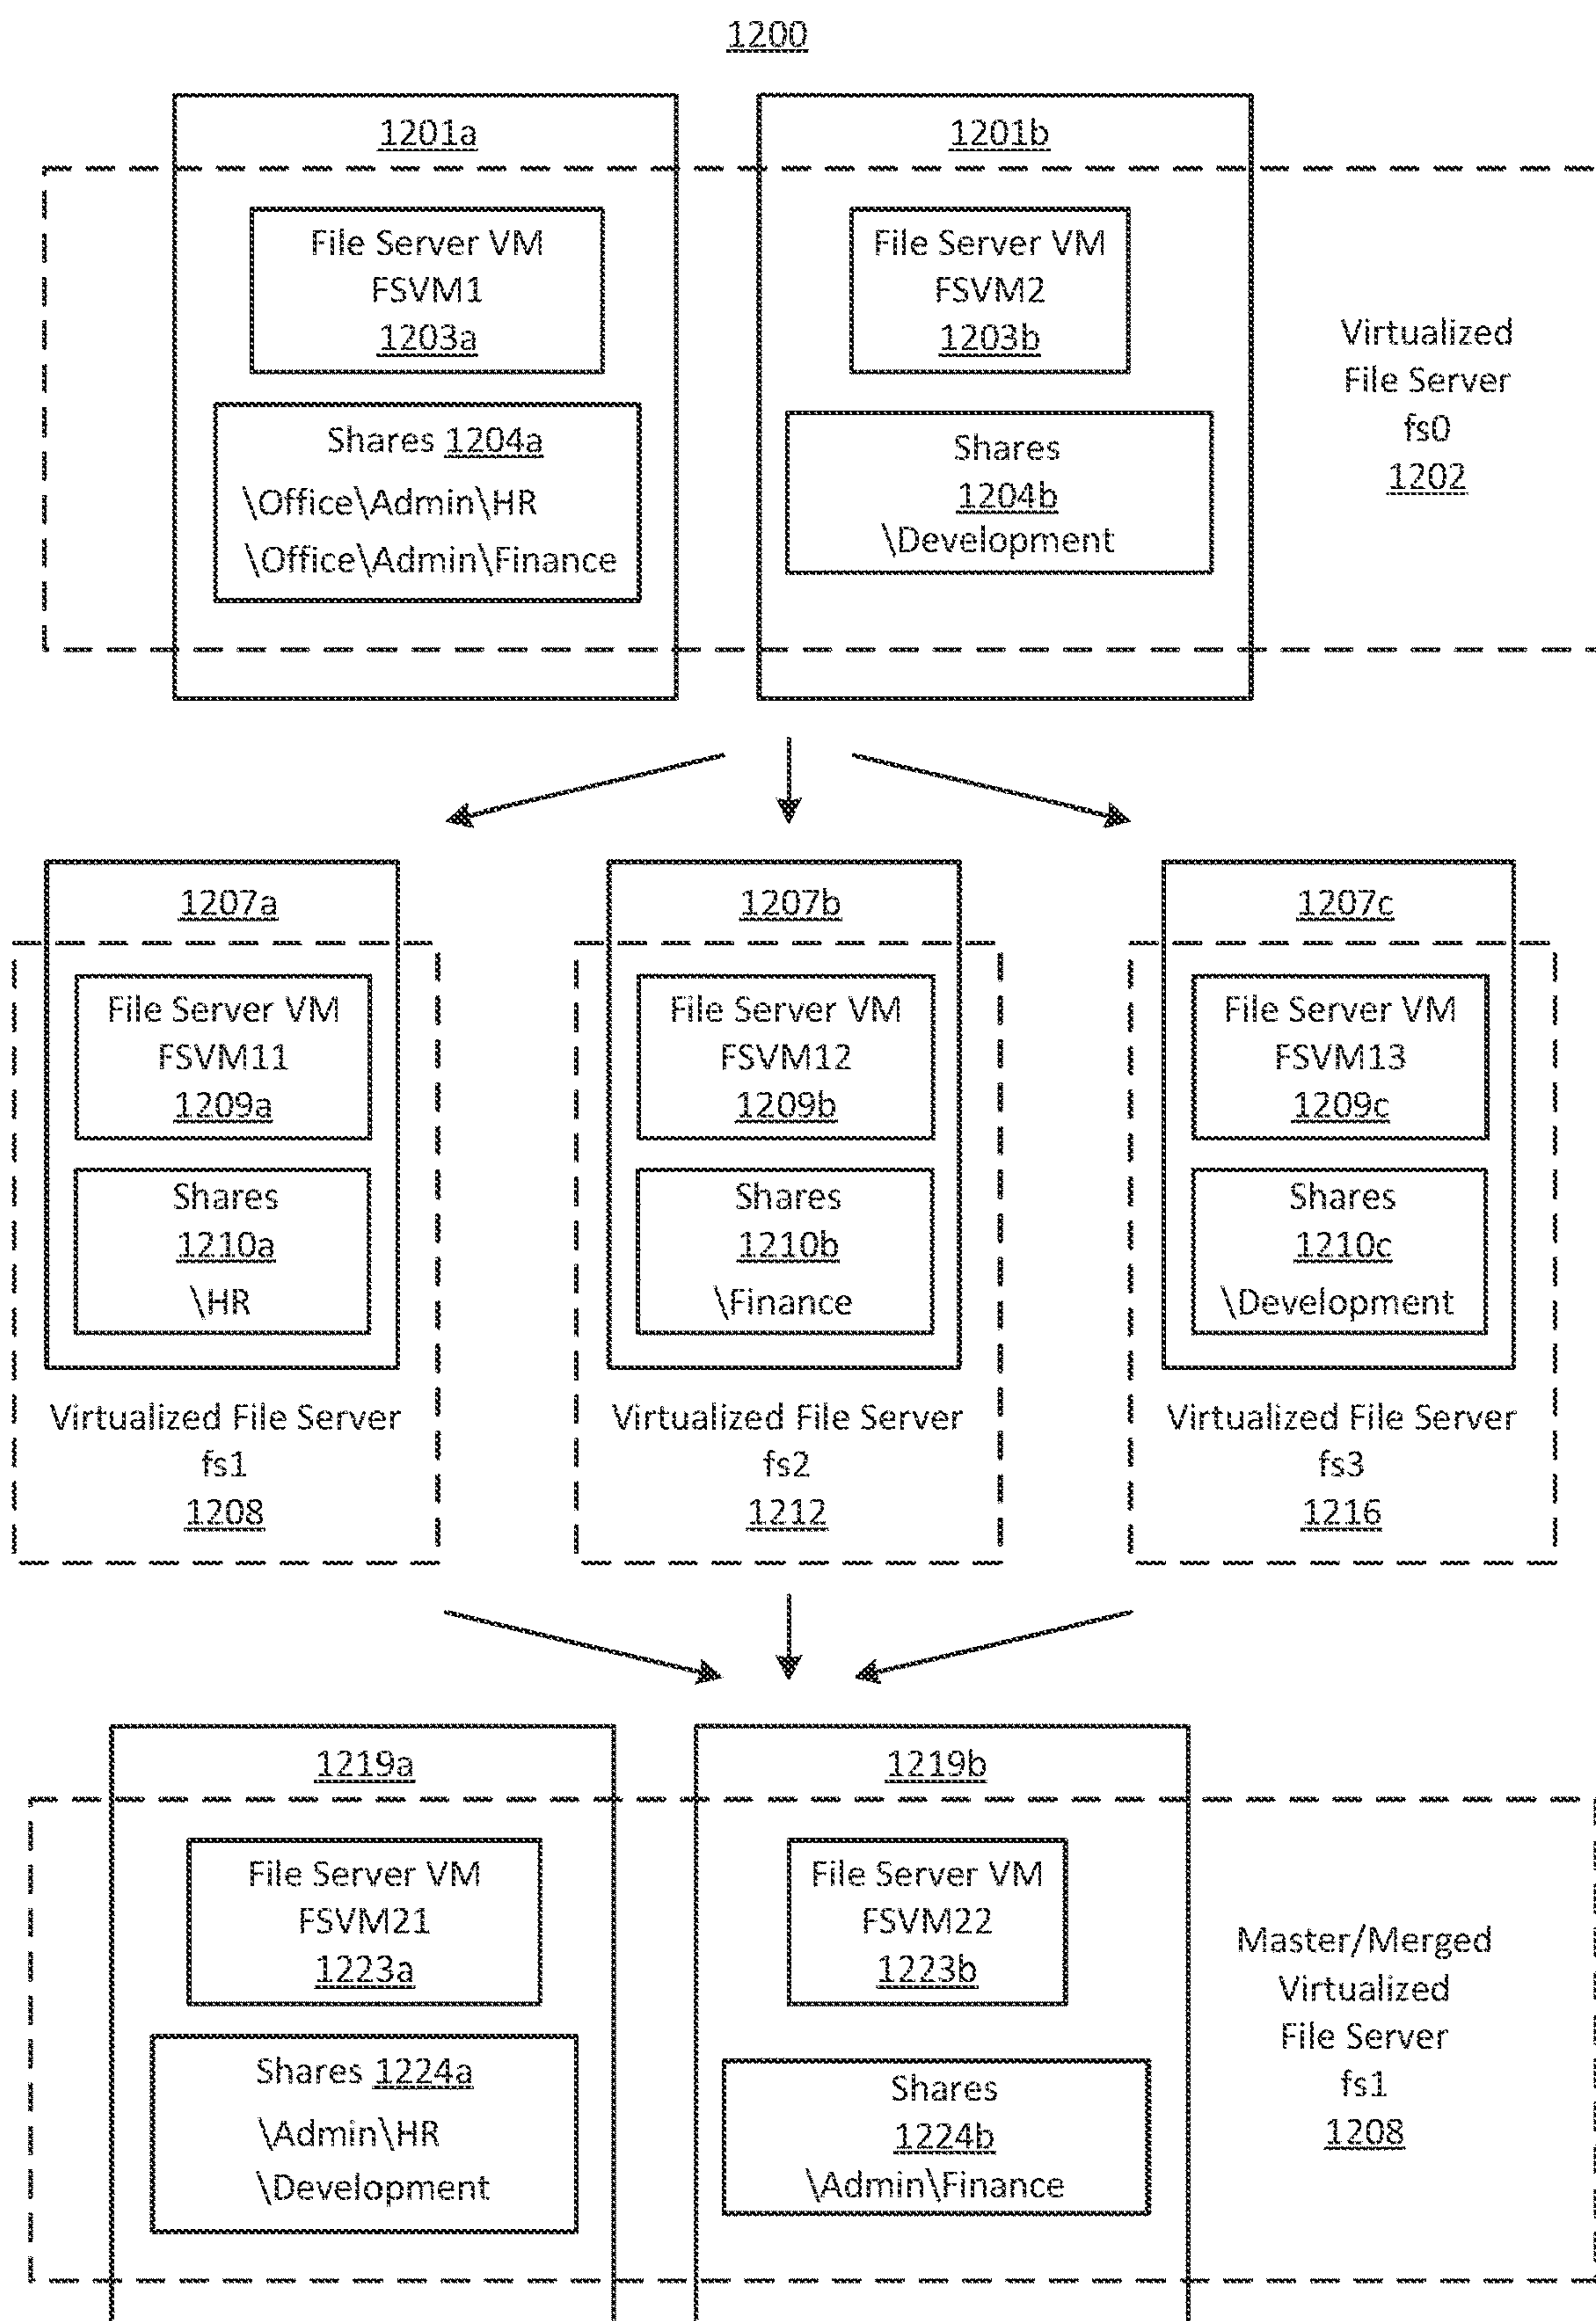 1200
1201a
File Server VM
FSVM1
1203a
Shares 1204a
\Office\Admin\HR
\Office\Admin\Finance
1201b
File Server VM
FSVM2
1203b
Shares
1204b
\Development
Virtualized
File Server
fs0
1202
1207a
File Server VM
FSVM11
1209a
Shares
1210a
\HR
Virtualized File Server
fs1
1208
1207b
File Server VM
FSVM12
1209b
Shares
1210b
\Finance
Virtualized File Server
fs2
1212
1207c
File Server VM
FSVM13
1209c
Shares
1210c
\Development
Virtualized File Server
fs3
1216
1219a
File Server VM
FSVM21
1223a
Shares 1224a
\Admin\HR
\Development
1219b
File Server VM
FSVM22
1223b
Shares
1224b
\Admin\Finance
Master/Merged
Virtualized
File Server
fs1
1208